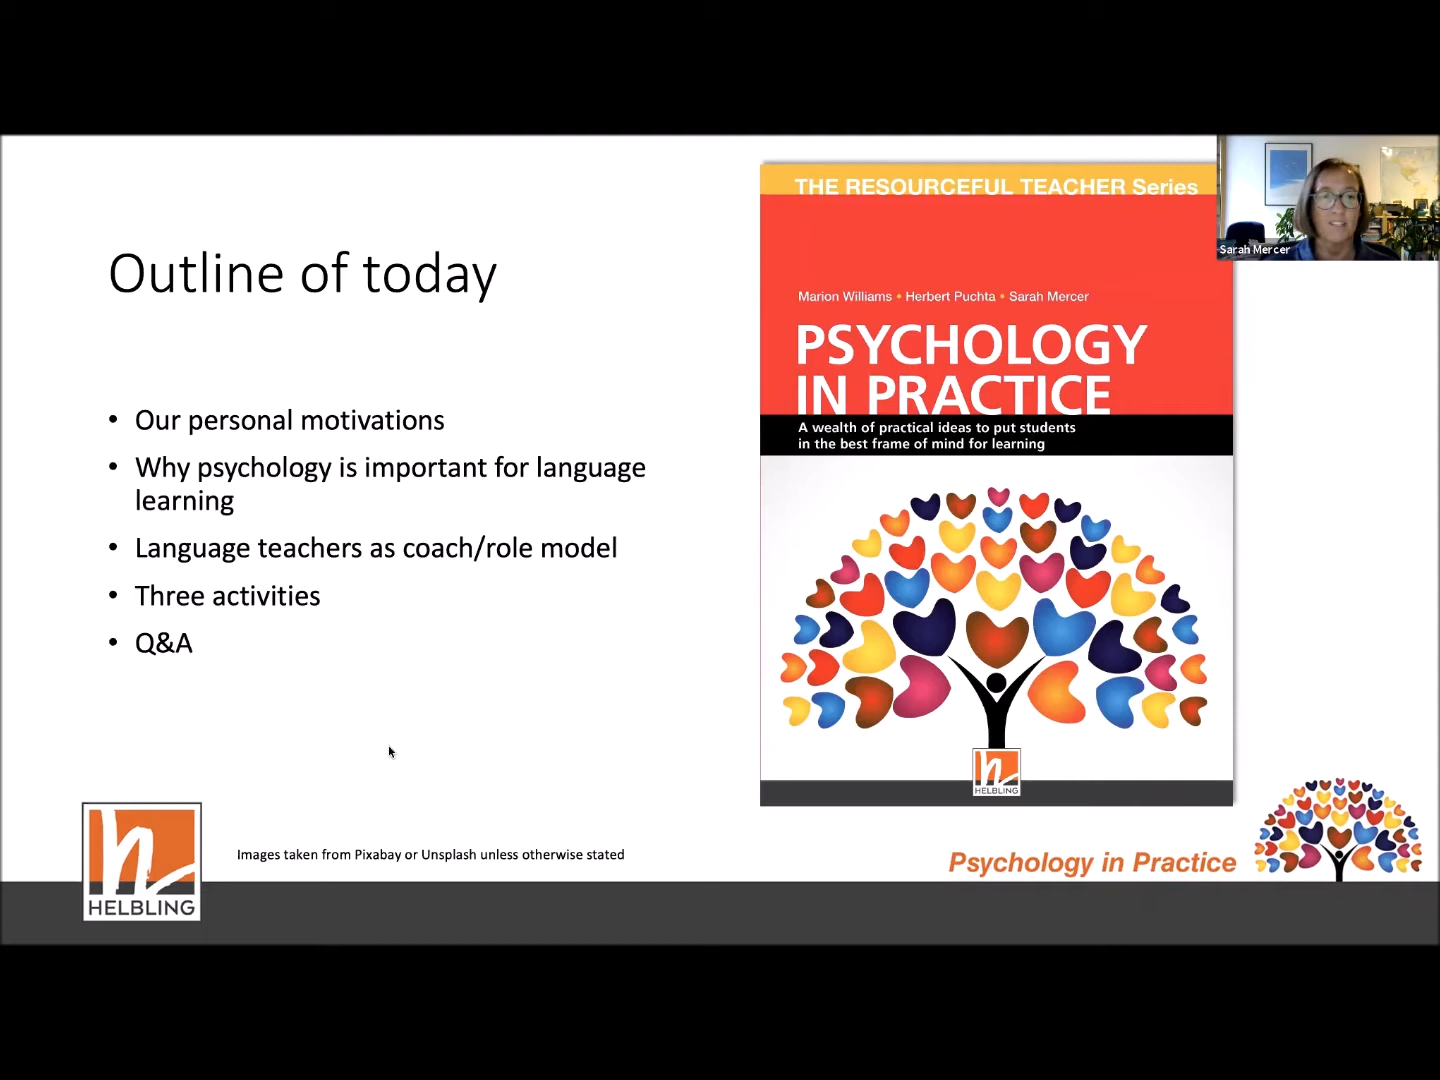 THE RESOURCEFUL TEACHER Series
Sarah Mercer
Outline of today
• Our personal motivations
• Why psychology is important for language
learning
• Language teachers as coach/role model
• Three activities
• Q&A
Marion Williams • Herbert Puchta • Sarah Mercer
PSYCHOLOGY
IN PRACTICE
A wealth of practical ideas to put students
in the best frame of mind for learning
HELBLING
Images taken from Pixabay or Unsplash unless otherwise stated
Psychology in Practice
HELBLING